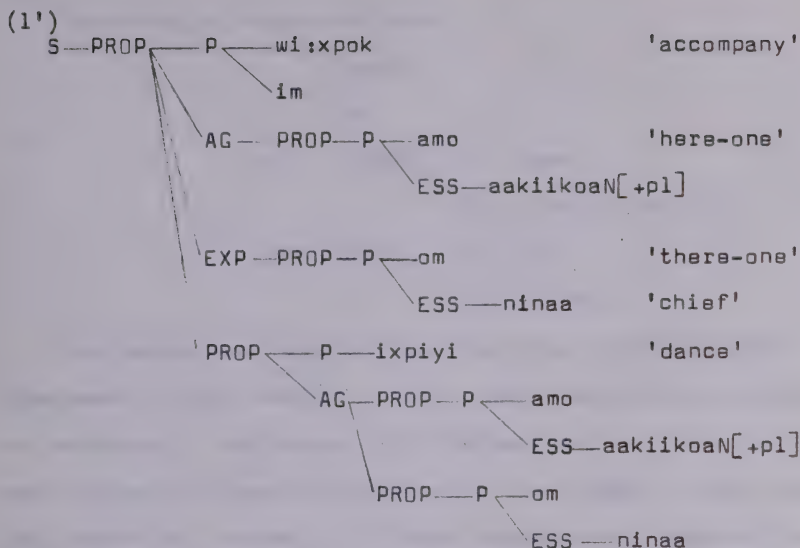 (1')
S PROP P wi:xpok 'accompany'
im
AG PROP P amo 'here-one'
ESS aakiikoaN[+pl]
EXP PROP P om 'there-one'
ESS ninaa 'chief'
PROP P ixpiyi 'dance'
AG PROP P amo
ESS aakiikoaN[+pl]
PROP P om
ESS ninaa